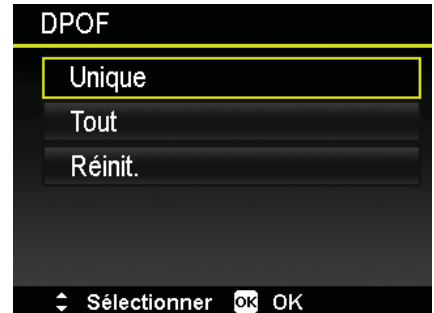 DPOF
Unique
Tout
Réinit.
Sélectionner OK OK